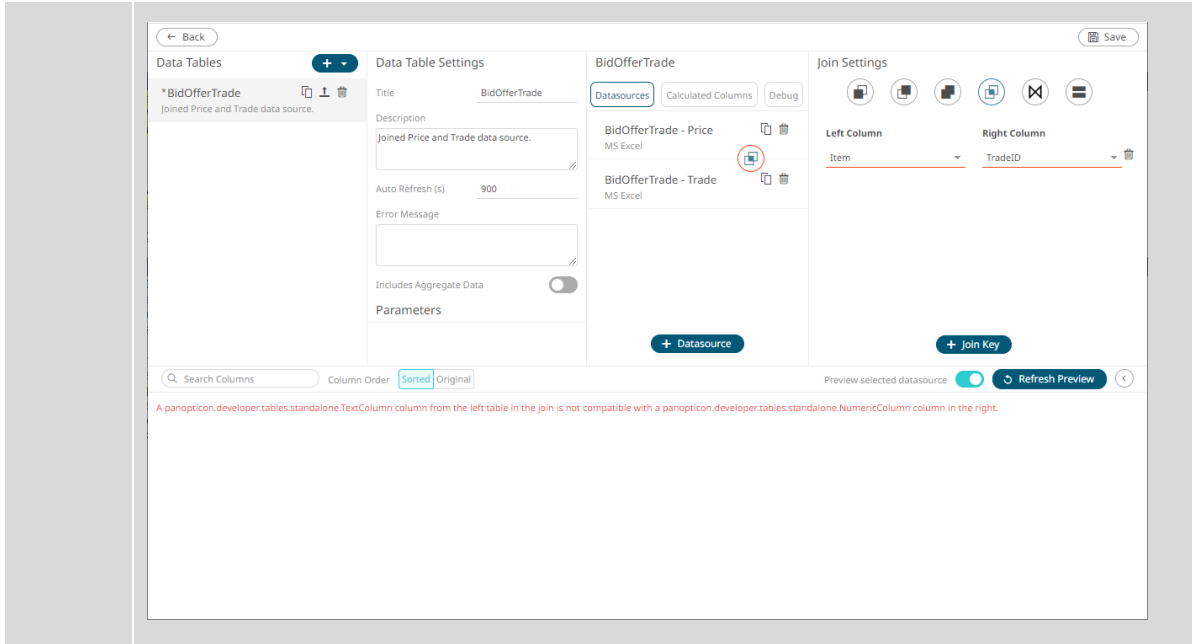 Back
Save
Data Tables
*BidOfferTrade
Joined Price and Trade data source.
Data Table Settings
Title BidOfferTrade
Description
Joined Price and Trade data source.
Auto Refresh (s) 900
Error Message
Includes Aggregate Data
Parameters
BidOfferTrade
Datasources Calculated Columns Debug
BidOfferTrade - Price
MS Excel
BidOfferTrade - Trade
MS Excel
+ Datasource
Join Settings
Left Column Right Column
Item TradeID
+ Join Key
Search Columns Column Order Sorted Original Preview selected datasource Refresh Preview
A panopticon.developer.tables.standalone.TextColumn column from the left table in the join is not compatible with a panopticon.developer.tables.standalone.NumericColumn column in the right.